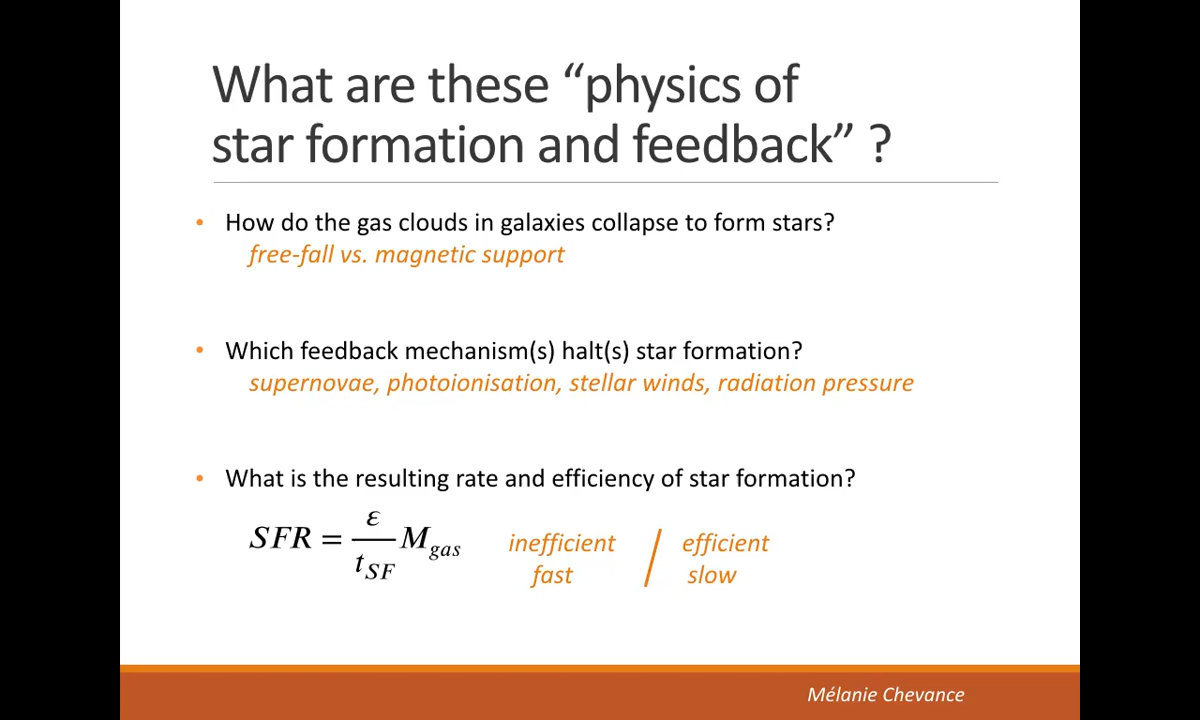 What are these “physics of
star formation and feedback” ?
• How do the gas clouds in galaxies collapse to form stars?
free-fall vs. magnetic support
• Which feedback mechanism(s) halt(s) star formation?
supernovae, photoionisation, stellar winds, radiation pressure
• What is the resulting rate and efficiency of star formation?
SFR = ε / t_SF M_gas
inefficient / efficient
fast slow
Mélanie Chevance